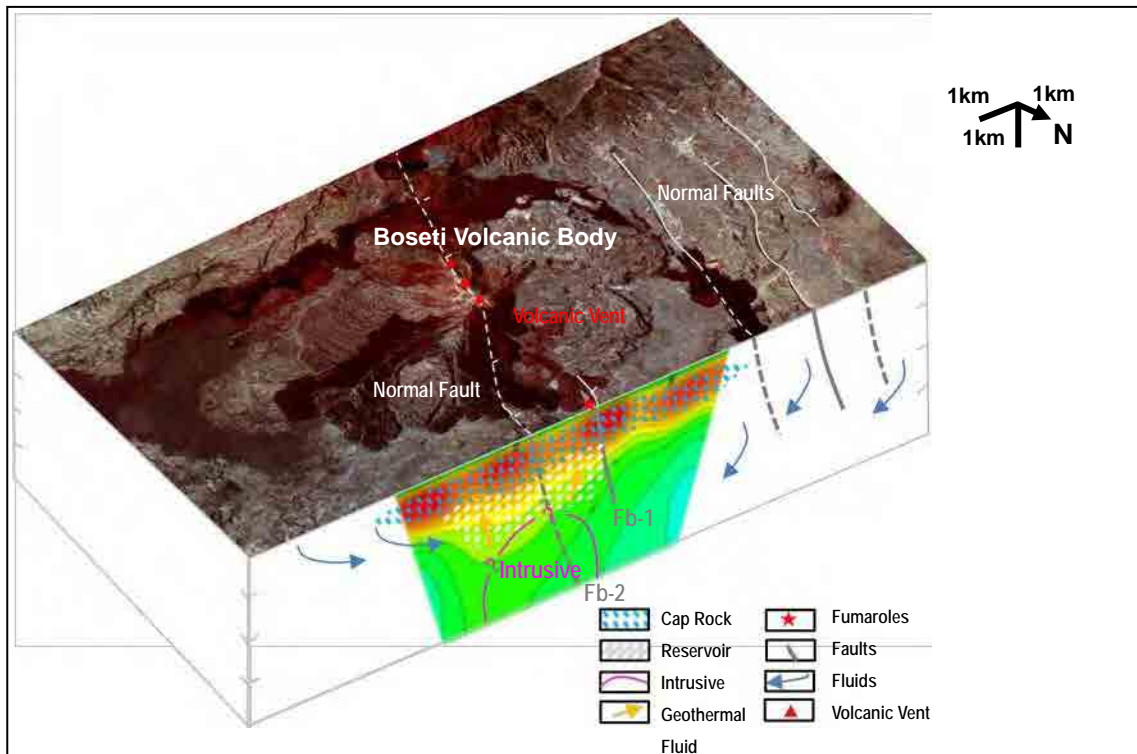 1km 1km
1km N
Normal Faults
Boseti Volcanic Body
Volcanic Vent
Normal Fault
Fb-1
Intrusive
Fb-2
Cap Rock
Fumaroles
Reservoir
Faults
Intrusive
Fluids
Geothermal
Fluid
Volcanic Vent